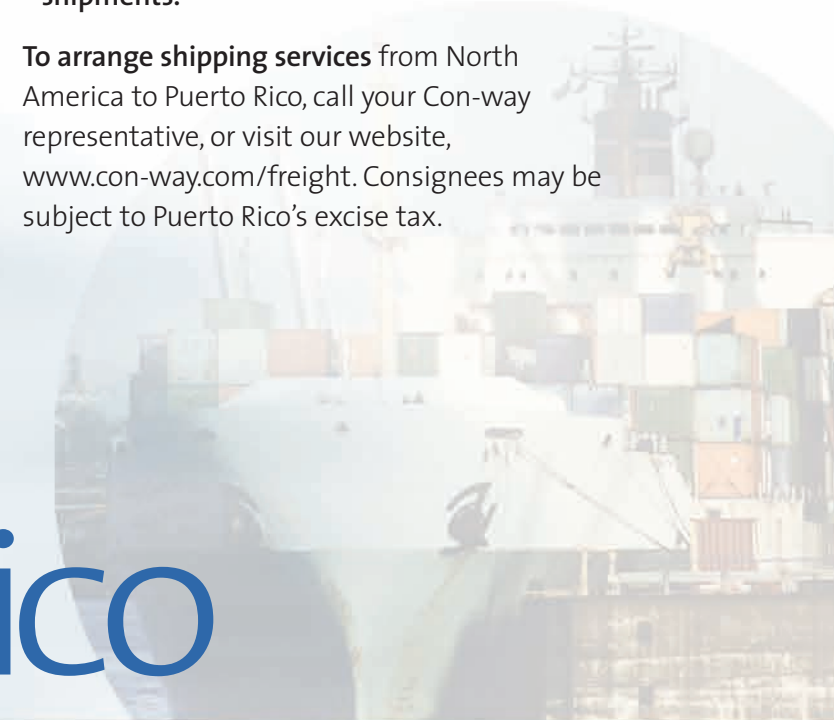 shipments.
To arrange shipping services from North
America to Puerto Rico, call your Con-way
representative, or visit our website,
www.con-way.com/freight. Consignees may be
subject to Puerto Rico’s excise tax.
ico